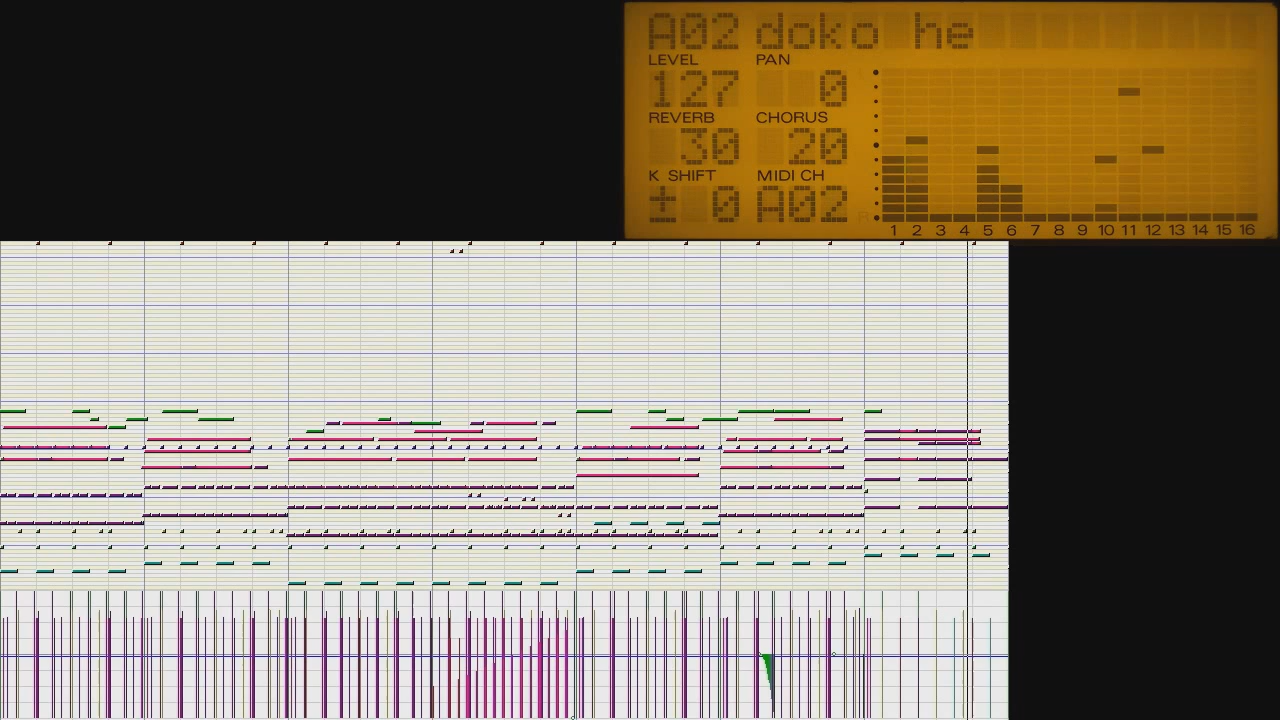 A02 doko he
LEVEL PAN
127 0
REVERB CHORUS
30 20
K SHIFT MIDI CH
± 0 A02
1 2 3 4 5 6 7 8 9 10 11 12 13 14 15 16